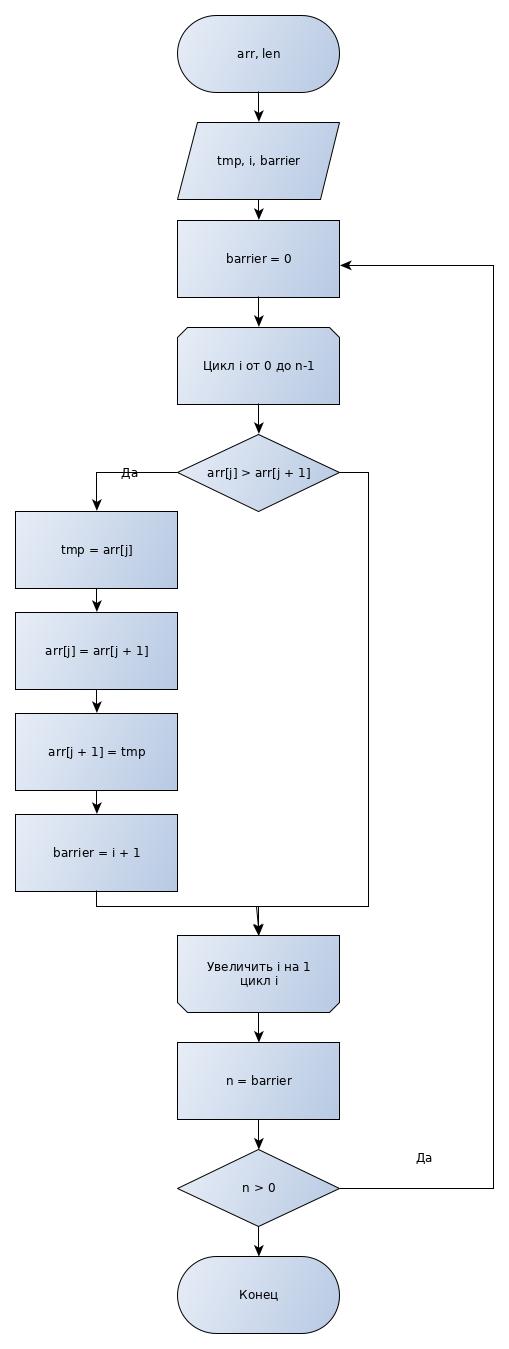 arr, len
tmp, i, barrier
barrier = 0
Цикл i от 0 до n-1
arr[j] > arr[j + 1]
Да
tmp = arr[j]
arr[j] = arr[j + 1]
arr[j + 1] = tmp
barrier = i + 1
Увеличить i на 1
цикл i
n = barrier
Да
n > 0
Конец